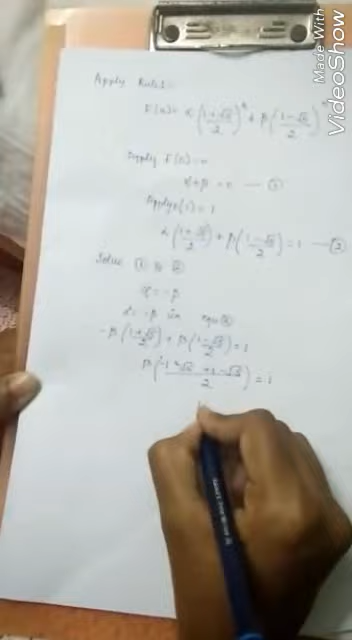 Apply Rule 1:-
F(n) = α (1+√5/2)^n + β (1-√5/2)^n
Apply F(0) = 0
α + β = 0 — ①
Apply F(1) = 1
α (1+√5/2) + β (1-√5/2) = 1 — ②
Solve ① & ②
α = -β
α = -β in eqn ②
-β (1+√5/2) + β (1-√5/2) = 1
β (-1-√5+1-√5/2) = 1
Made With
VideoShow